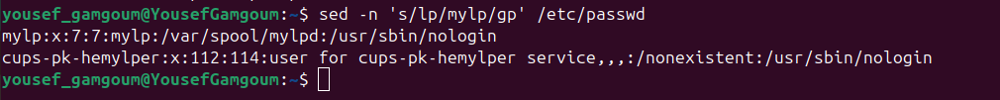 yousef_gamgoum@YousefGamgoum:~$ sed -n 's/lp/mylp/gp' /etc/passwd
mylp:x:7:7:mylp:/var/spool/mylpd:/usr/sbin/nologin
cups-pk-hemylper:x:112:114:user for cups-pk-hemylper service,,,:/nonexistent:/usr/sbin/nologin
yousef_gamgoum@YousefGamgoum:~$